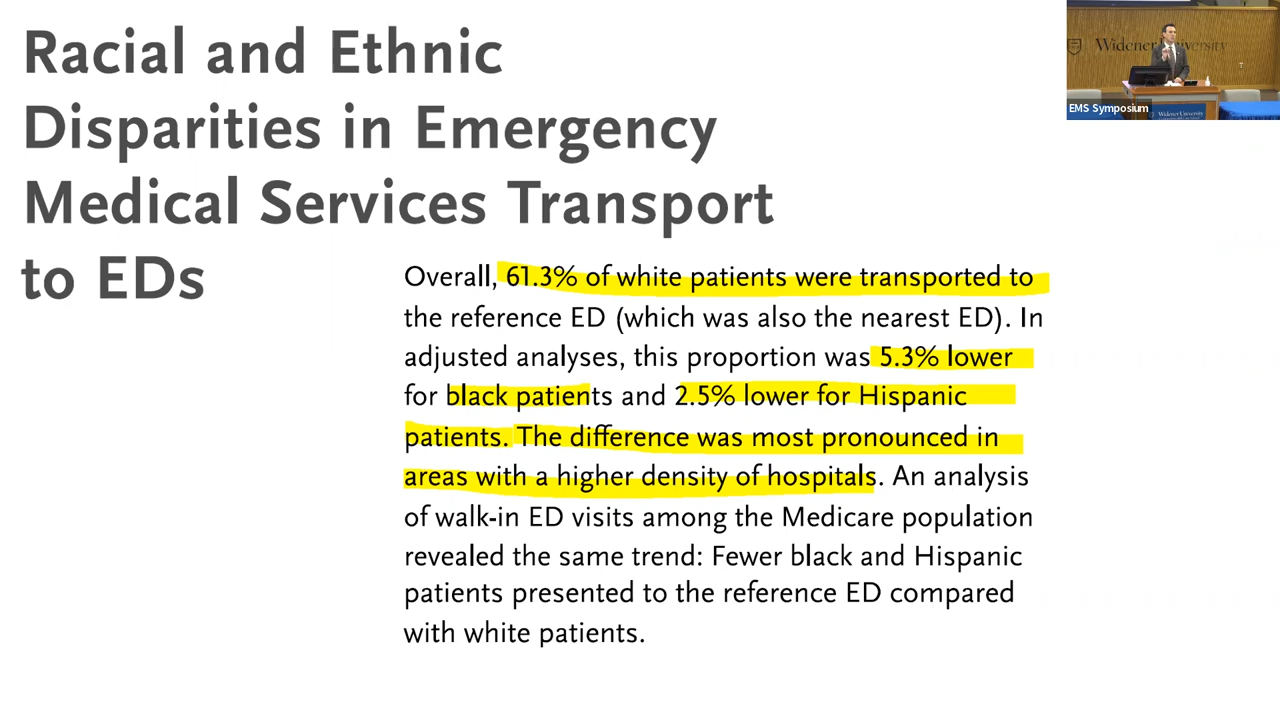 Racial and Ethnic
Disparities in Emergency
Medical Services Transport
to EDs
Overall, 61.3% of white patients were transported to
the reference ED (which was also the nearest ED). In
adjusted analyses, this proportion was 5.3% lower
for black patients and 2.5% lower for Hispanic
patients. The difference was most pronounced in
areas with a higher density of hospitals. An analysis
of walk-in ED visits among the Medicare population
revealed the same trend: Fewer black and Hispanic
patients presented to the reference ED compared
with white patients.
Widener University
EMS Symposium
Widener University